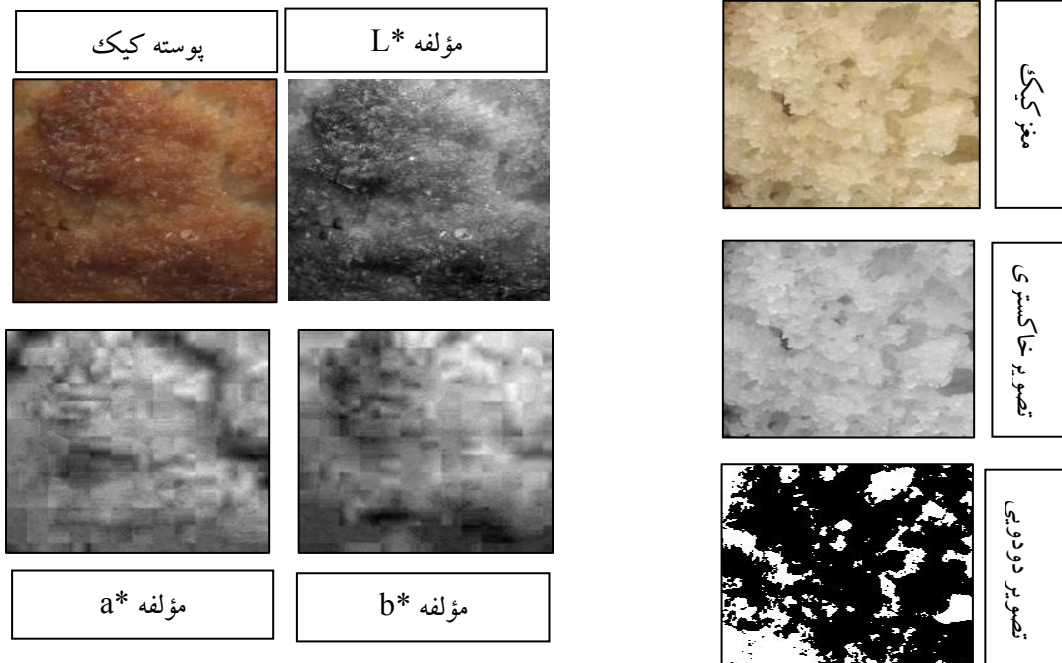 پوسته کیک
مؤلفه L*
مؤلفه a*
مؤلفه b*
مغز کیک
تصویر خاکستری
تصویر دودویی